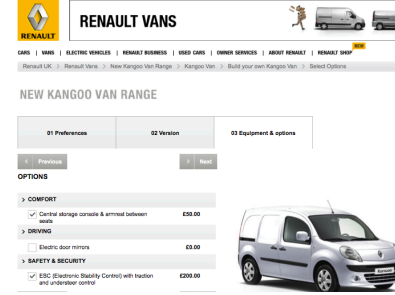 RENAULT
RENAULT VANS
CARS | VANS | ELECTRIC VEHICLES | RENAULT BUSINESS | USED CARS | OWNER SERVICES | ABOUT RENAULT | RENAULT SHOP NEW
Renault UK > Renault Vans > New Kangoo Van Range > Kangoo Van > Build your own Kangoo Van > Select Options
NEW KANGOO VAN RANGE
01 Preferences 02 Version 03 Equipment & options
< Previous > Next
OPTIONS
> COMFORT
Central storage console & armrest between £50.00
seats
> DRIVING
Electric door mirrors £0.00
> SAFETY & SECURITY
ESC (Electronic Stability Control) with traction £200.00
and understeer control